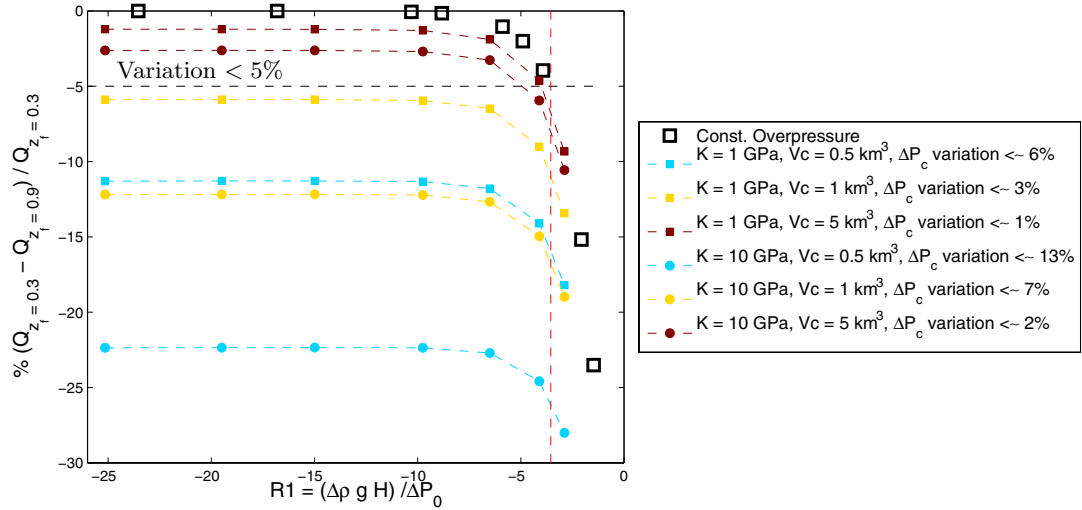 0
−5
−10
−15
−20
−25
−30
% (Q_{z_f = 0.3} − Q_{z_f = 0.9}) / Q_{z_f = 0.3}
Variation < 5%
−25 −20 −15 −10 −5 0
R1 = (Δρ g H) /ΔP_0
Const. Overpressure
K = 1 GPa, Vc = 0.5 km³, ΔP_c variation <~ 6%
K = 1 GPa, Vc = 1 km³, ΔP_c variation <~ 3%
K = 1 GPa, Vc = 5 km³, ΔP_c variation <~ 1%
K = 10 GPa, Vc = 0.5 km³, ΔP_c variation <~ 13%
K = 10 GPa, Vc = 1 km³, ΔP_c variation <~ 7%
K = 10 GPa, Vc = 5 km³, ΔP_c variation <~ 2%